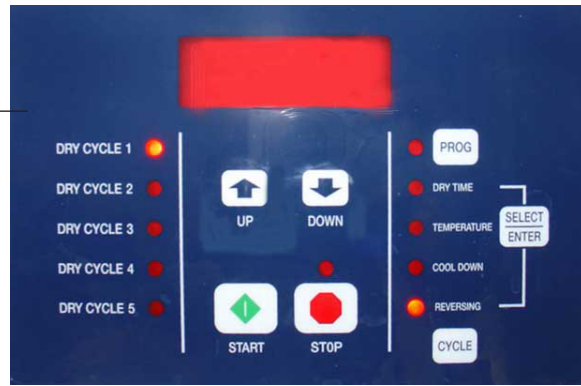 DRY CYCLE 1
DRY CYCLE 2
DRY CYCLE 3
DRY CYCLE 4
DRY CYCLE 5
UP
DOWN
START
STOP
PROG
DRY TIME
TEMPERATURE
COOL DOWN
REVERSING
SELECT
ENTER
CYCLE